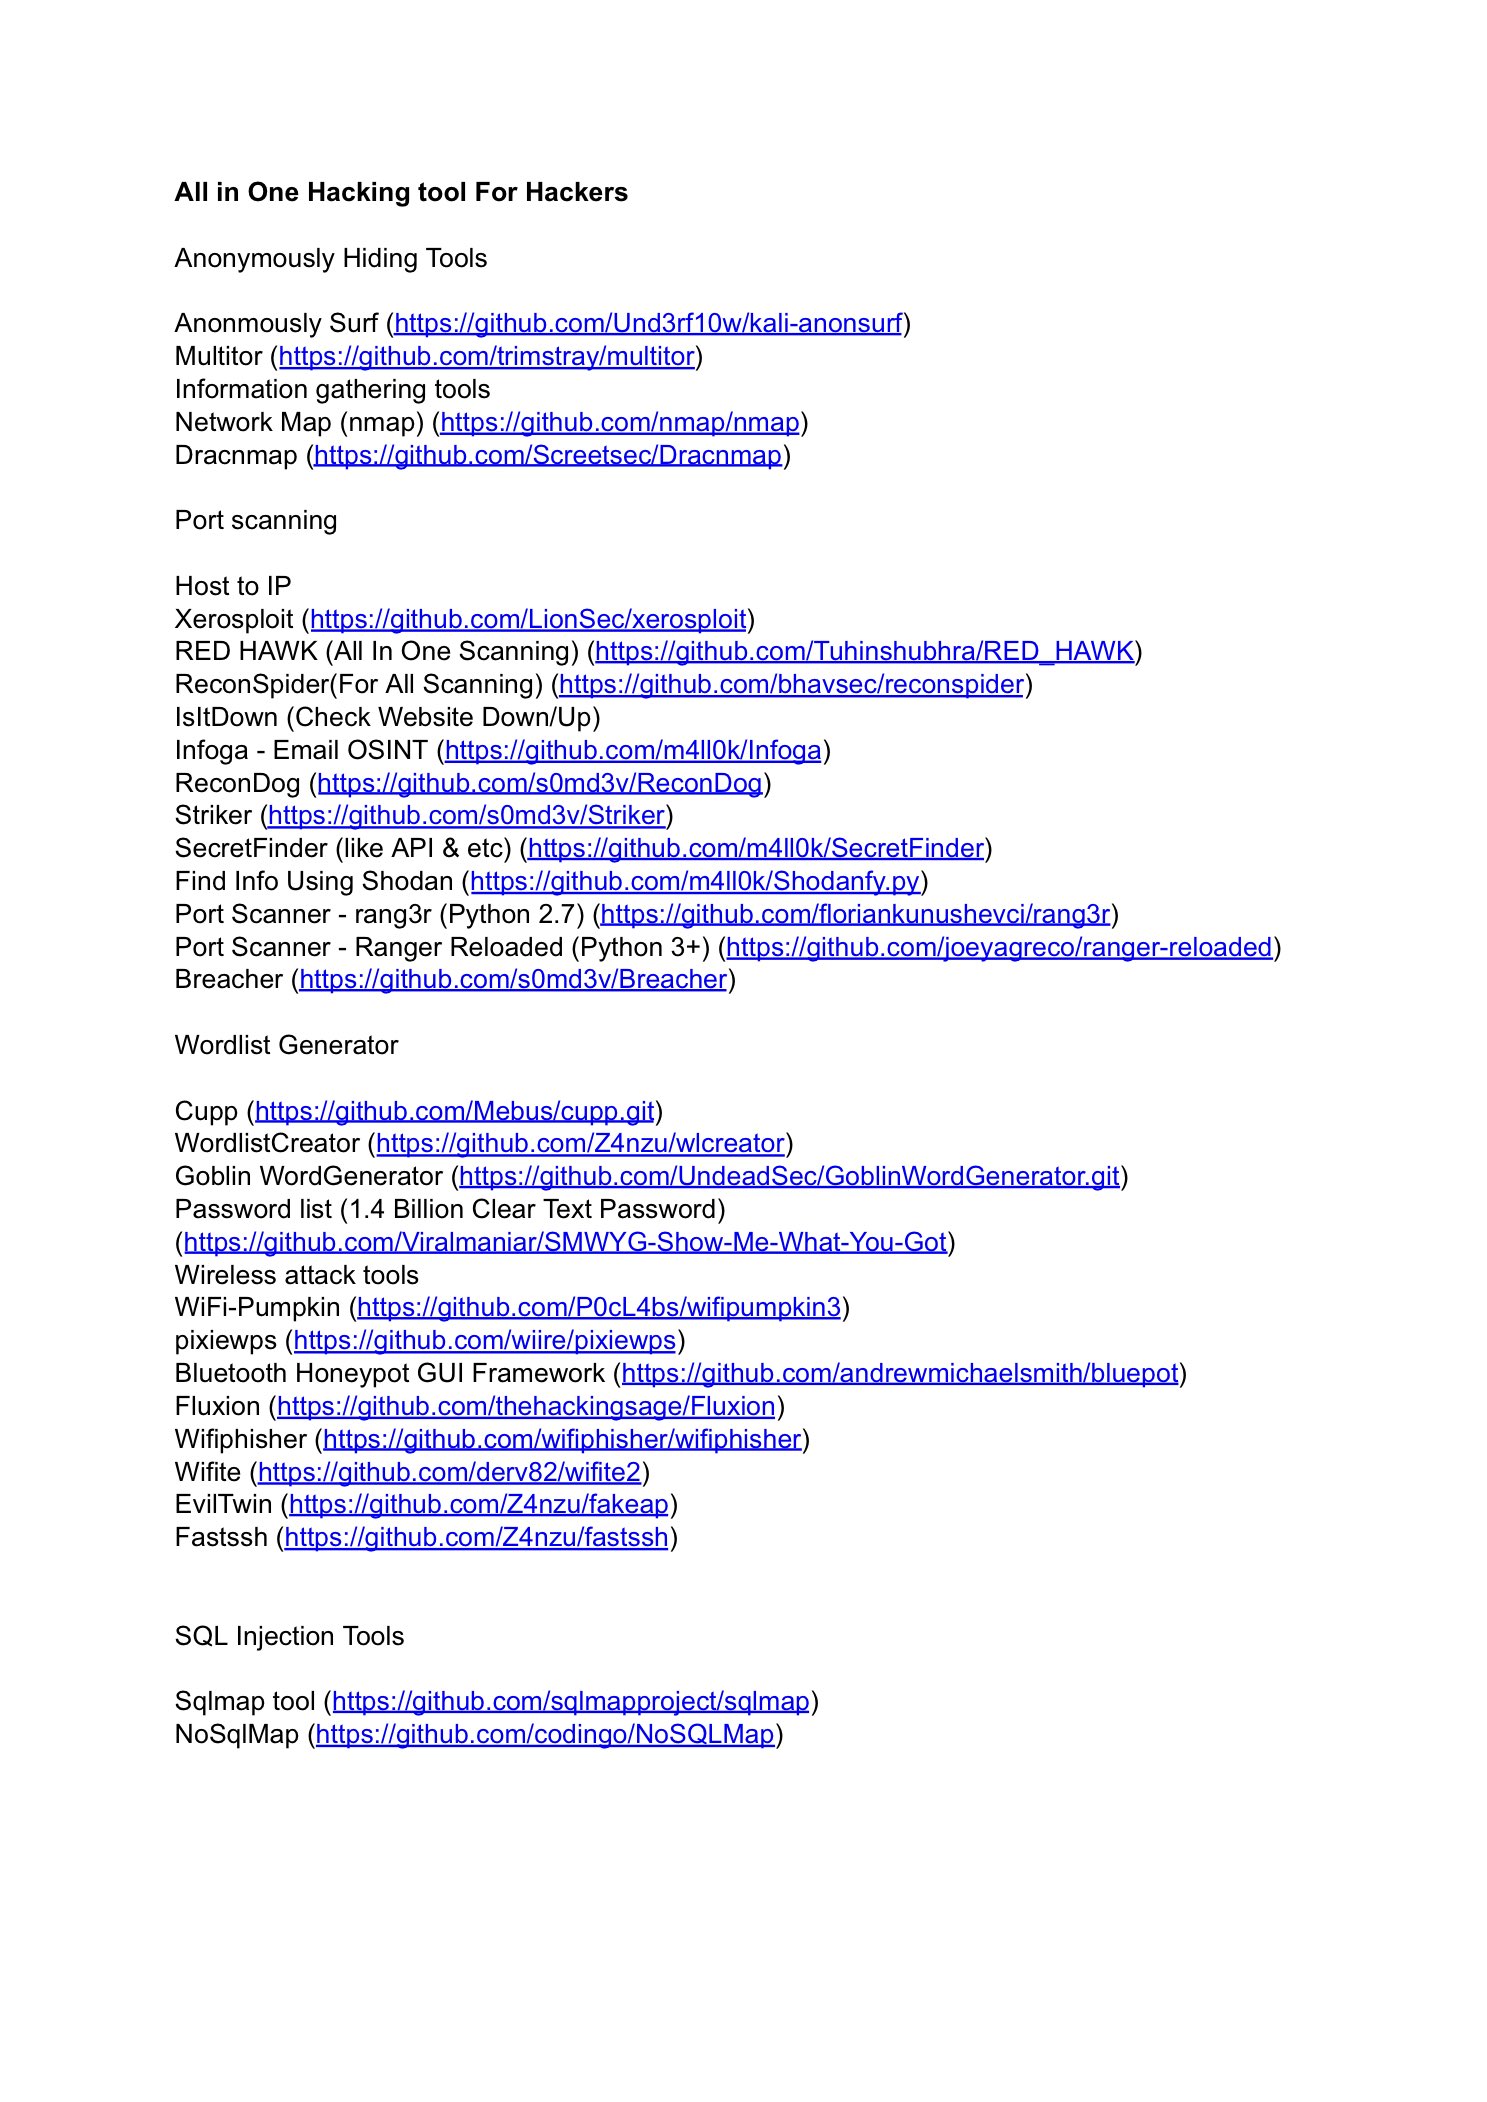 All in One Hacking tool For Hackers
Anonymously Hiding Tools
Anonmously Surf (https://github.com/Und3rf10w/kali-anonsurf)
Multitor (https://github.com/trimstray/multitor)
Information gathering tools
Network Map (nmap) (https://github.com/nmap/nmap)
Dracnmap (https://github.com/Screetsec/Dracnmap)
Port scanning
Host to IP
Xerosploit (https://github.com/LionSec/xerosploit)
RED HAWK (All In One Scanning) (https://github.com/Tuhinshubhra/RED_HAWK)
ReconSpider(For All Scanning) (https://github.com/bhavsec/reconspider)
IsItDown (Check Website Down/Up)
Infoga - Email OSINT (https://github.com/m4ll0k/Infoga)
ReconDog (https://github.com/s0md3v/ReconDog)
Striker (https://github.com/s0md3v/Striker)
SecretFinder (like API & etc) (https://github.com/m4ll0k/SecretFinder)
Find Info Using Shodan (https://github.com/m4ll0k/Shodanfy.py)
Port Scanner - rang3r (Python 2.7) (https://github.com/floriankunushevci/rang3r)
Port Scanner - Ranger Reloaded (Python 3+) (https://github.com/joeyagreco/ranger-reloaded)
Breacher (https://github.com/s0md3v/Breacher)
Wordlist Generator
Cupp (https://github.com/Mebus/cupp.git)
WordlistCreator (https://github.com/Z4nzu/wlcreator)
Goblin WordGenerator (https://github.com/UndeadSec/GoblinWordGenerator.git)
Password list (1.4 Billion Clear Text Password)
(https://github.com/Viralmaniar/SMWYG-Show-Me-What-You-Got)
Wireless attack tools
WiFi-Pumpkin (https://github.com/P0cL4bs/wifipumpkin3)
pixiewps (https://github.com/wiire/pixiewps)
Bluetooth Honeypot GUI Framework (https://github.com/andrewmichaelsmith/bluepot)
Fluxion (https://github.com/thehackingsage/Fluxion)
Wifiphisher (https://github.com/wifiphisher/wifiphisher)
Wifite (https://github.com/derv82/wifite2)
EvilTwin (https://github.com/Z4nzu/fakeap)
Fastssh (https://github.com/Z4nzu/fastssh)
SQL Injection Tools
Sqlmap tool (https://github.com/sqlmapproject/sqlmap)
NoSqlMap (https://github.com/codingo/NoSQLMap)